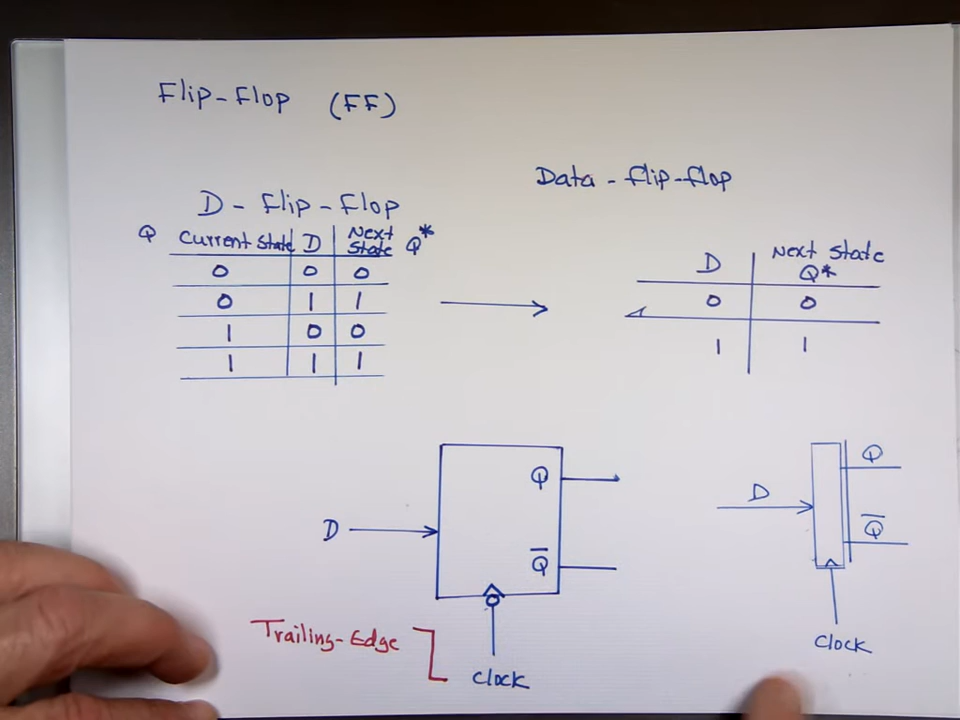 Flip-Flop (FF)
Data-flip-flop
D-flip-flop
Q Current State D Next State Q*
0 0 0
0 1 1
1 0 0
1 1 1
D Next State Q*
0 0
1 1
D Q
Q̅
Trailing-Edge
Clock
D Q
Q̅
Clock